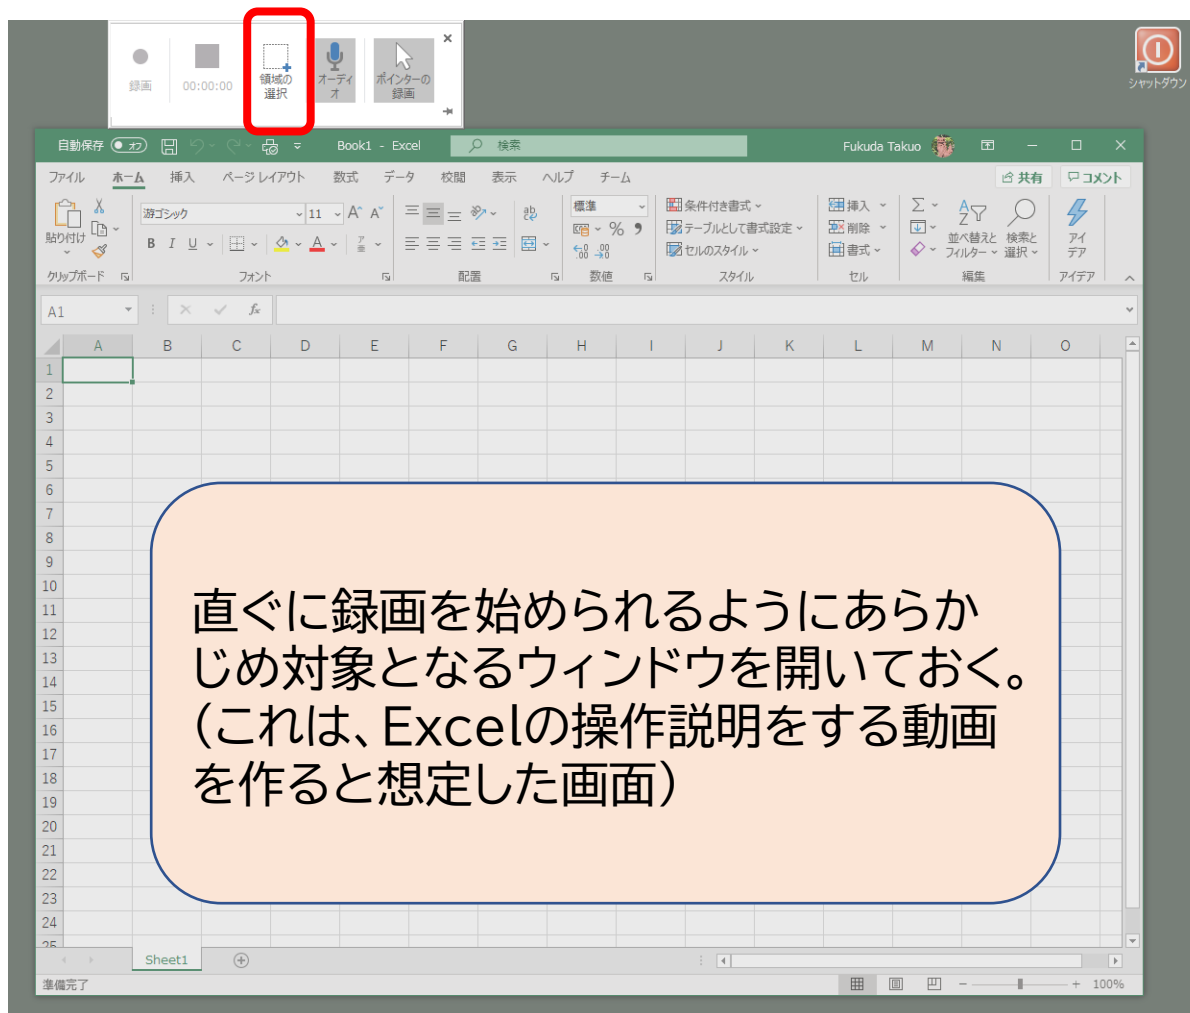 録画
00:00:00
領域の
選択
オーディ
オ
ポインターの
録画
シャットダウン
自動保存 オフ
Book1 - Excel
検索
Fukuda Takuo
ファイル ホーム 挿入 ページ レイアウト 数式 データ 校閲 表示 ヘルプ チーム
共有 コメント
貼り付け
游ゴシック 11 A^ A˅
B I U A ア 亜
ab
標準
% 9
.00 .00 .0
条件付き書式
テーブルとして書式設定
セルのスタイル
挿入
削除
書式
Σ
並べ替えと
フィルター
検索と
選択
アイ
デア
クリップボード フォント 配置 数値 スタイル セル 編集 アイデア
A1 fx
A B C D E F G H I J K L M N O
1
2
3
4
5
6
7
8
9
10
11
12
13
14
15
16
17
18
19
20
21
22
23
24
25
直ぐに録画を始められるようにあらか
じめ対象となるウィンドウを開いておく。
（これは、Excelの操作説明をする動画
を作ると想定した画面）
Sheet1
準備完了 100%